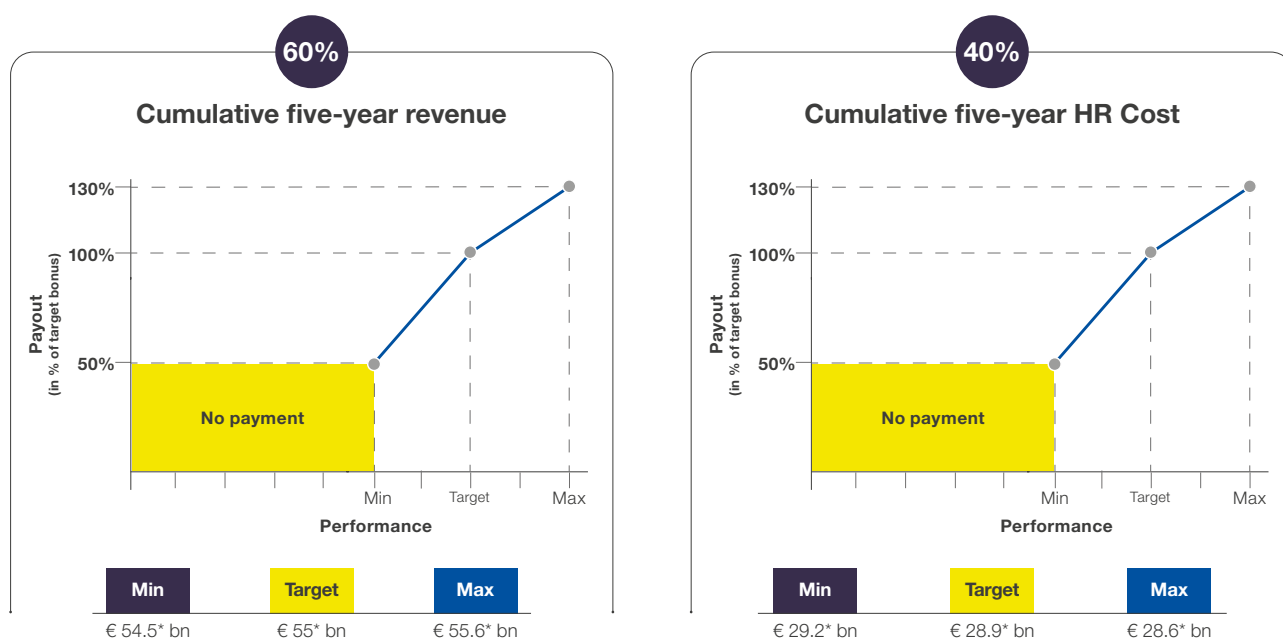 60%
Cumulative five-year revenue
130%
100%
50%
Payout
(in % of target bonus)
No payment
Min
Target
Max
Performance
Min
Target
Max
€ 54.5* bn
€ 55* bn
€ 55.6* bn
40%
Cumulative five-year HR Cost
130%
100%
50%
Payout
(in % of target bonus)
No payment
Min
Target
Max
Performance
Min
Target
Max
€ 29.2* bn
€ 28.9* bn
€ 28.6* bn